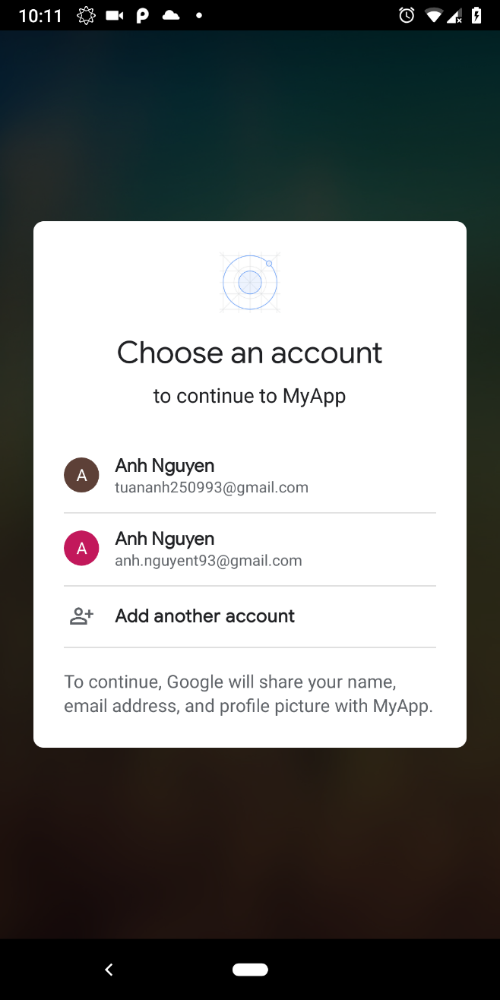 10:11
Choose an account
to continue to MyApp
A
Anh Nguyen
tuananh250993@gmail.com
A
Anh Nguyen
anh.nguyent93@gmail.com
Add another account
To continue, Google will share your name,
email address, and profile picture with MyApp.